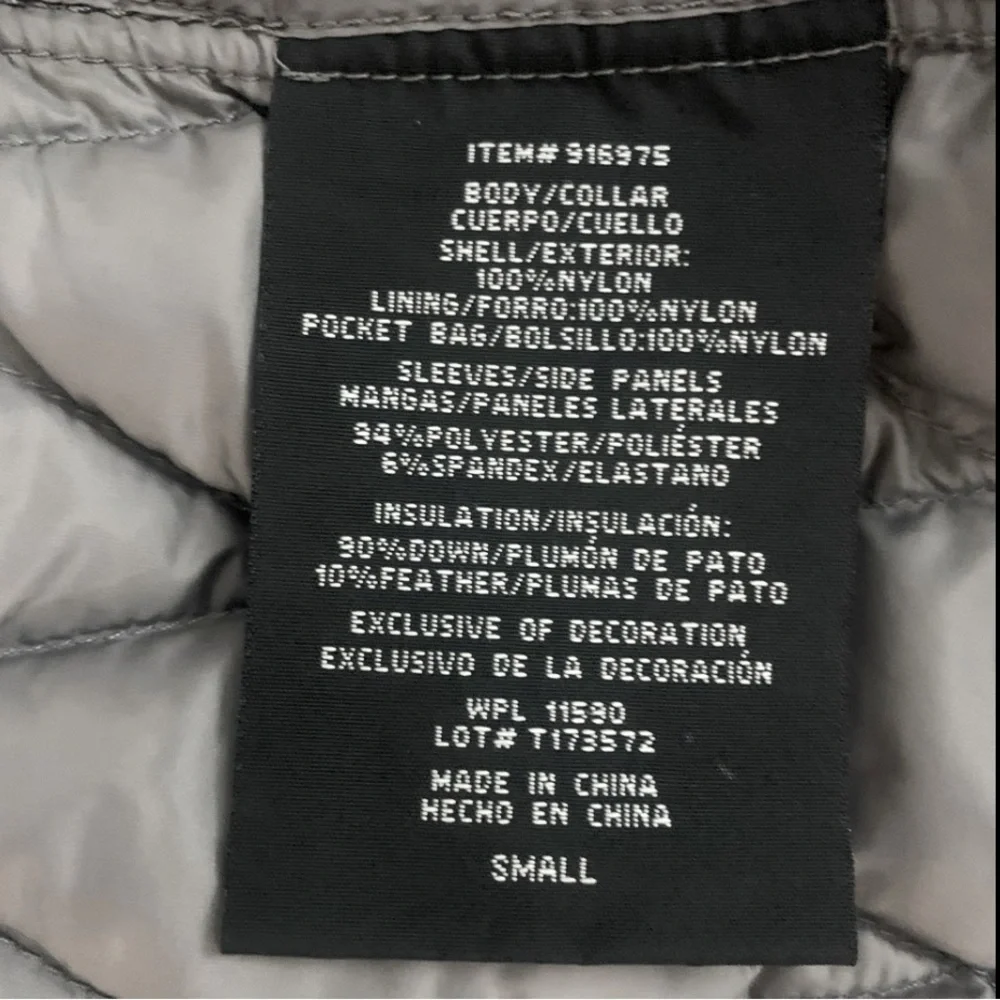 ITEM# 916975
BODY/COLLAR
CUERPO/CUELLO
SHELL/EXTERIOR:
100%NYLON
LINING/FORRO:100%NYLON
POCKET BAG/BOLSILLO:100%NYLON
SLEEVES/SIDE PANELS
MANGAS/PANELES LATERALES
94%POLYESTER/POLIÉSTER
6%SPANDEX/ELASTANO
INSULATION/INSULACIÓN:
90%DOWN/PLUMÓN DE PATO
10%FEATHER/PLUMAS DE PATO
EXCLUSIVE OF DECORATION
EXCLUSIVO DE LA DECORACIÓN
WPL 11590
LOT# T173572
MADE IN CHINA
HECHO EN CHINA
SMALL